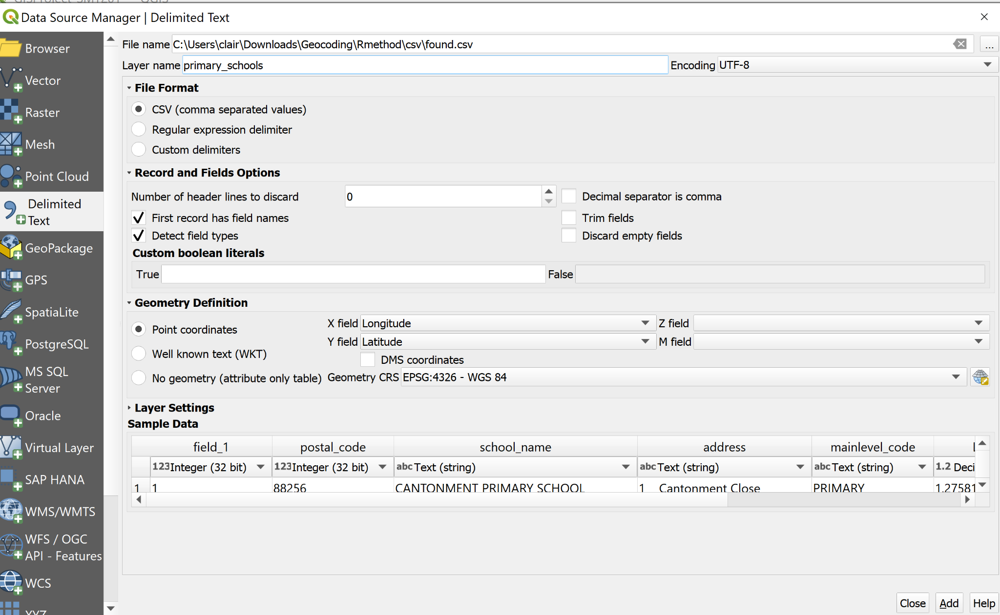 Data Source Manager | Delimited Text
Browser
Vector
Raster
Mesh
Point Cloud
Delimited
Text
GeoPackage
GPS
SpatiaLite
PostgreSQL
MS SQL
Server
Oracle
Virtual Layer
SAP HANA
WMS/WMTS
WFS / OGC
API - Features
WCS
XYZ
File name C:\Users\clair\Downloads\Geocoding\Rmethod\csv\found.csv ...
Layer name primary_schools Encoding UTF-8
File Format
CSV (comma separated values)
Regular expression delimiter
Custom delimiters
Record and Fields Options
Number of header lines to discard 0 Decimal separator is comma
First record has field names Trim fields
Detect field types Discard empty fields
Custom boolean literals
True False
Geometry Definition
Point coordinates X field Longitude Z field
Y field Latitude M field
Well known text (WKT) DMS coordinates
No geometry (attribute only table) Geometry CRS EPSG:4326 - WGS 84
Layer Settings
Sample Data
field_1 postal_code school_name address mainlevel_code
123 Integer (32 bit) 123 Integer (32 bit) abc Text (string) abc Text (string) abc Text (string) 1.2 Deci
1 1 88256 CANTONMENT PRIMARY SCHOOL 1 Cantonment Close PRIMARY 1.27581
Close Add Help